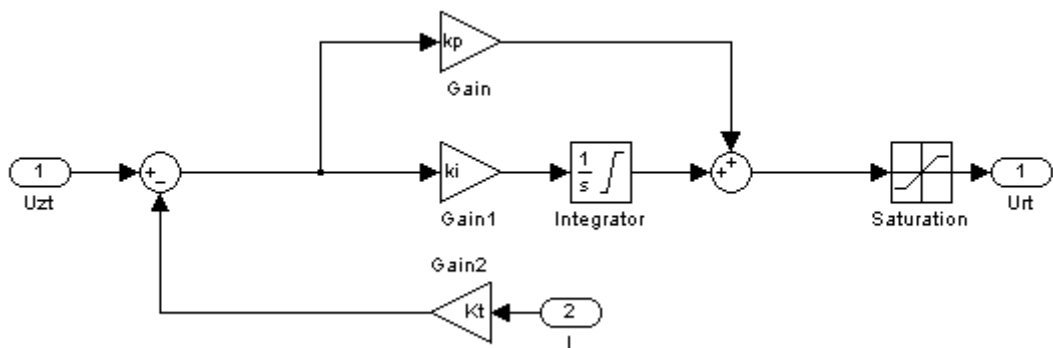 kp
Gain
1
Uzt
+
−
ki
Gain1
1
s
Integrator
+
+
Saturation
1
Urt
Gain2
Kt
2
I